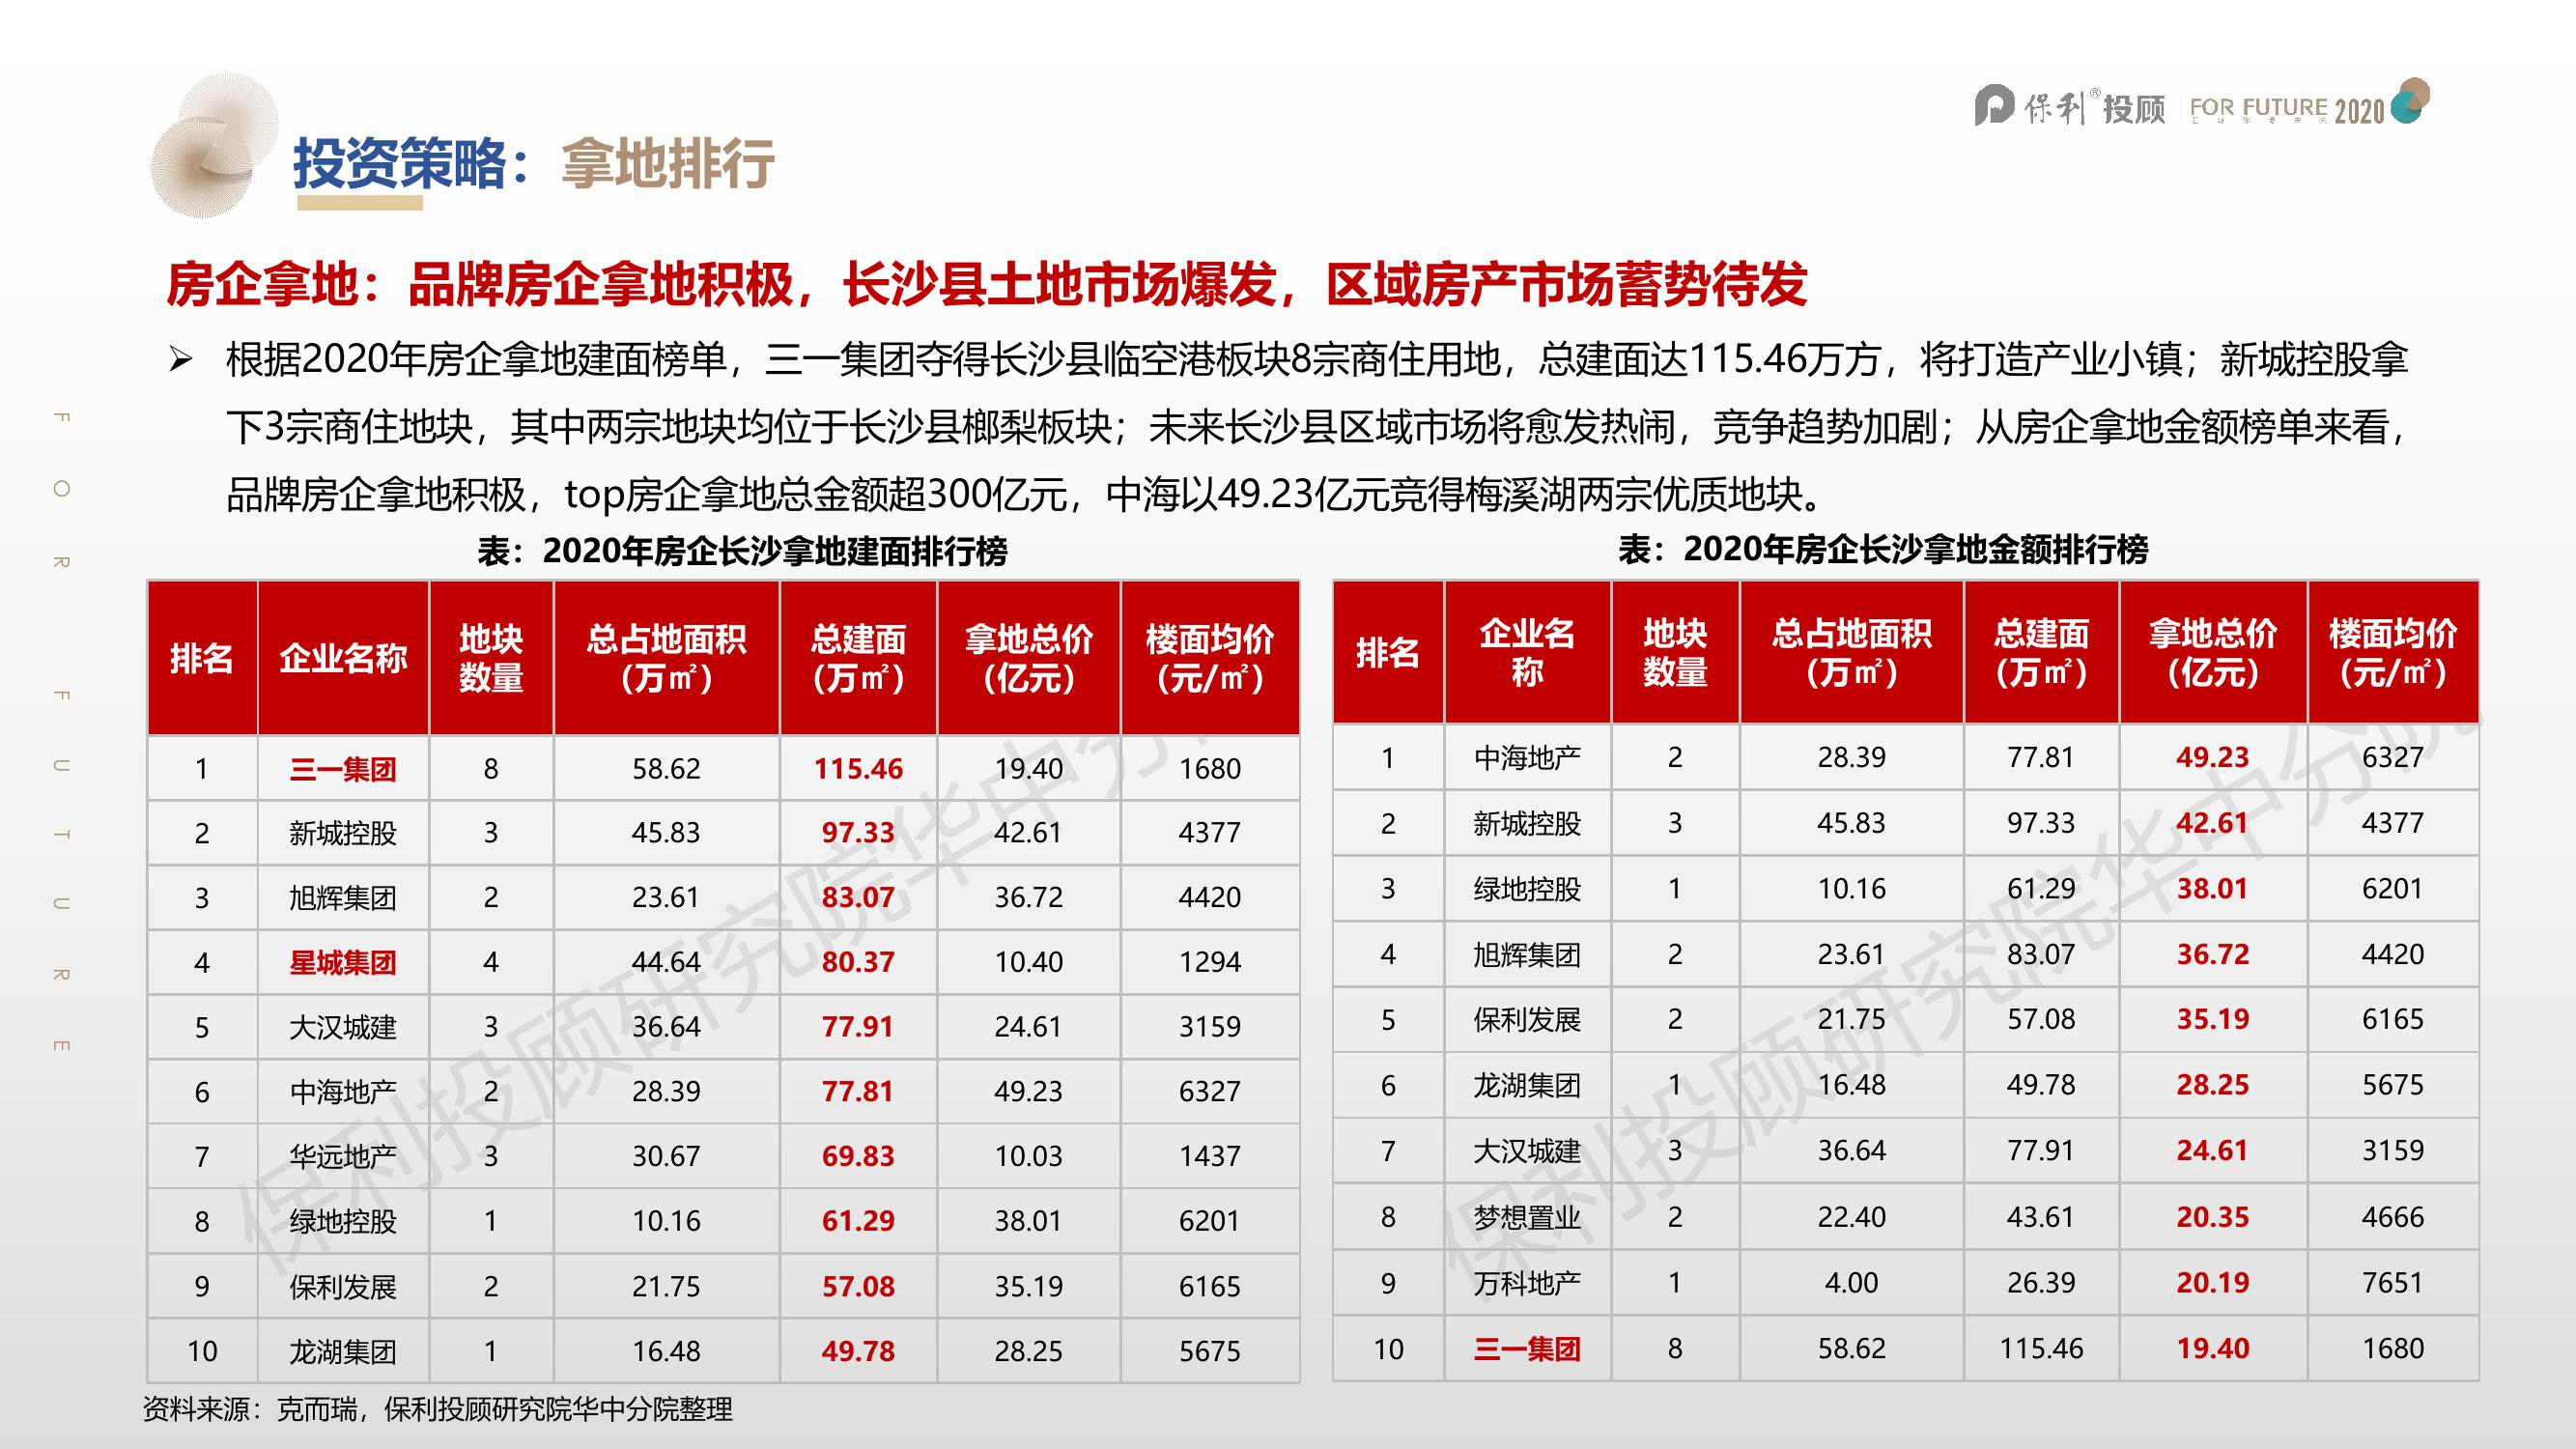 保利®投顾 FOR FUTURE 2020
投资策略：拿地排行
房企拿地：品牌房企拿地积极，长沙县土地市场爆发，区域房产市场蓄势待发
➢ 根据2020年房企拿地建面榜单，三一集团夺得长沙县临空港板块8宗商住用地，总建面达115.46万方，将打造产业小镇；新城控股拿
下3宗商住地块，其中两宗地块均位于长沙县榔梨板块；未来长沙县区域市场将愈发热闹，竞争趋势加剧；从房企拿地金额榜单来看，
品牌房企拿地积极，top房企拿地总金额超300亿元，中海以49.23亿元竞得梅溪湖两宗优质地块。
FOR FUTURE
表：2020年房企长沙拿地建面排行榜
排名 企业名称 地块数量 总占地面积（万㎡） 总建面（万㎡） 拿地总价（亿元） 楼面均价（元/㎡）
1 三一集团 8 58.62 115.46 19.40 1680
2 新城控股 3 45.83 97.33 42.61 4377
3 旭辉集团 2 23.61 83.07 36.72 4420
4 星城集团 4 44.64 80.37 10.40 1294
5 大汉城建 3 36.64 77.91 24.61 3159
6 中海地产 2 28.39 77.81 49.23 6327
7 华远地产 3 30.67 69.83 10.03 1437
8 绿地控股 1 10.16 61.29 38.01 6201
9 保利发展 2 21.75 57.08 35.19 6165
10 龙湖集团 1 16.48 49.78 28.25 5675
表：2020年房企长沙拿地金额排行榜
排名 企业名称 地块数量 总占地面积（万㎡） 总建面（万㎡） 拿地总价（亿元） 楼面均价（元/㎡）
1 中海地产 2 28.39 77.81 49.23 6327
2 新城控股 3 45.83 97.33 42.61 4377
3 绿地控股 1 10.16 61.29 38.01 6201
4 旭辉集团 2 23.61 83.07 36.72 4420
5 保利发展 2 21.75 57.08 35.19 6165
6 龙湖集团 1 16.48 49.78 28.25 5675
7 大汉城建 3 36.64 77.91 24.61 3159
8 梦想置业 2 22.40 43.61 20.35 4666
9 万科地产 1 4.00 26.39 20.19 7651
10 三一集团 8 58.62 115.46 19.40 1680
保利投顾研究院华中分院
保利投顾研究院华中分院
资料来源：克而瑞，保利投顾研究院华中分院整理